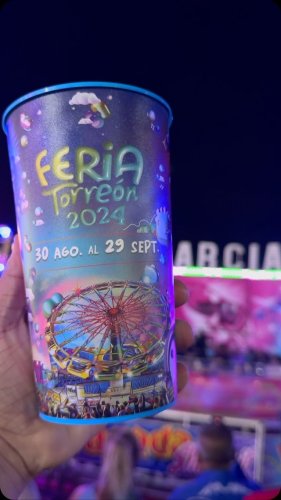 FERIA
Torreón
2024
30 AGO. AL 29 SEPT.
ARCIA